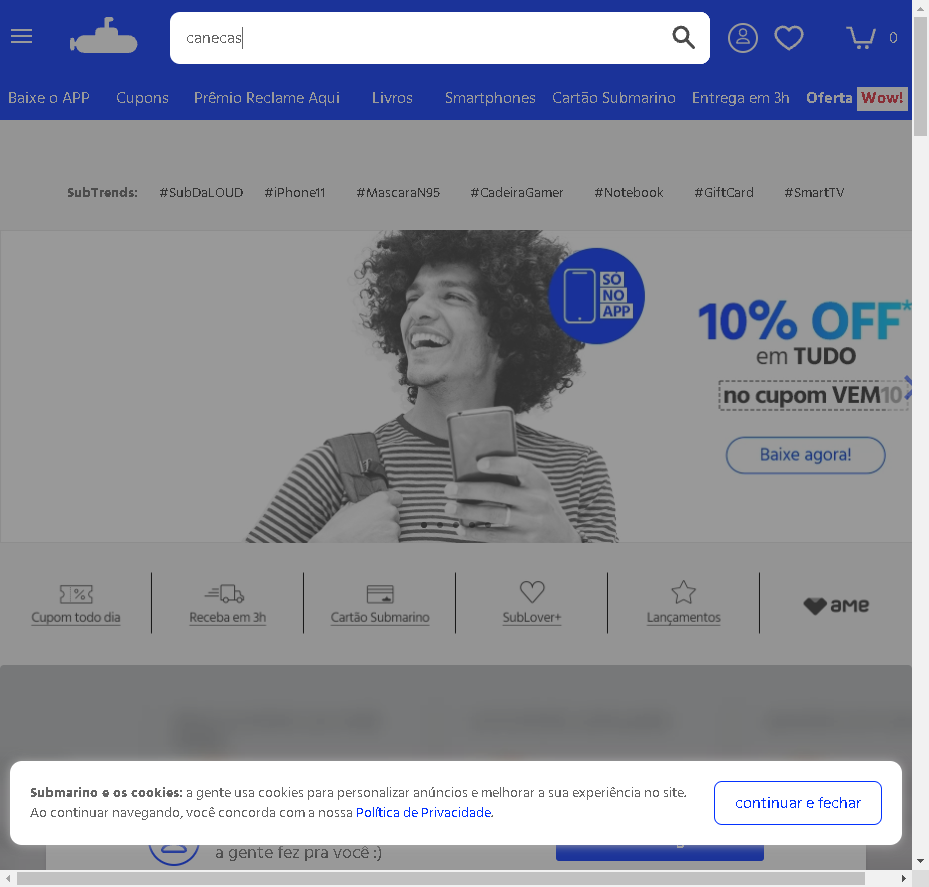 canecas
0
Baixe o APP Cupons Prêmio Reclame Aqui Livros Smartphones Cartão Submarino Entrega em 3h Oferta Wow!
SubTrends: #SubDaLOUD #iPhone11 #MascaraN95 #CadeiraGamer #Notebook #GiftCard #SmartTV
SÓ
NO
APP
10% OFF*
em TUDO
no cupom VEM10
Baixe agora!
Cupom todo dia Receba em 3h Cartão Submarino SubLover+ Lançamentos ame
Submarino e os cookies: a gente usa cookies para personalizar anúncios e melhorar a sua experiência no site.
Ao continuar navegando, você concorda com a nossa Política de Privacidade.
continuar e fechar
a gente fez pra você :)